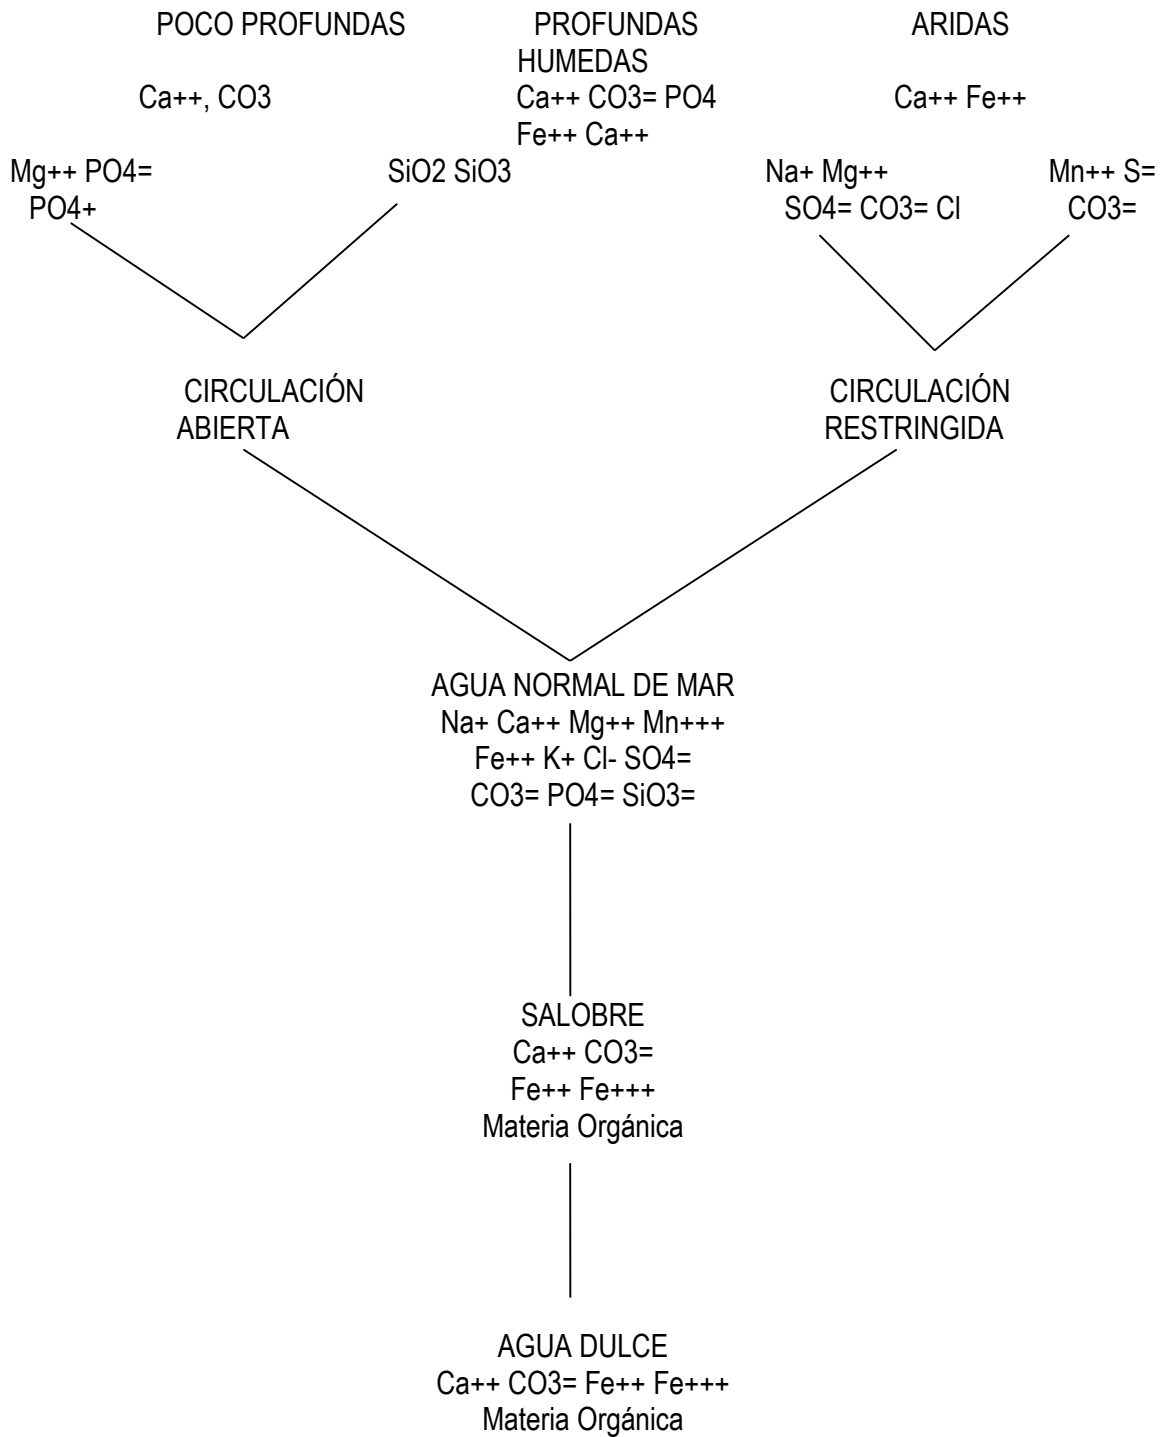 POCO PROFUNDAS PROFUNDAS ARIDAS
HUMEDAS
Ca++, CO3 Ca++ CO3= PO4 Ca++ Fe++
Fe++ Ca++
Mg++ PO4= SiO2 SiO3 Na+ Mg++ Mn++ S=
PO4+ SO4= CO3= Cl CO3=
CIRCULACIÓN CIRCULACIÓN
ABIERTA RESTRINGIDA
AGUA NORMAL DE MAR
Na+ Ca++ Mg++ Mn+++
Fe++ K+ Cl- SO4=
CO3= PO4= SiO3=
SALOBRE
Ca++ CO3=
Fe++ Fe+++
Materia Orgánica
AGUA DULCE
Ca++ CO3= Fe++ Fe+++
Materia Orgánica